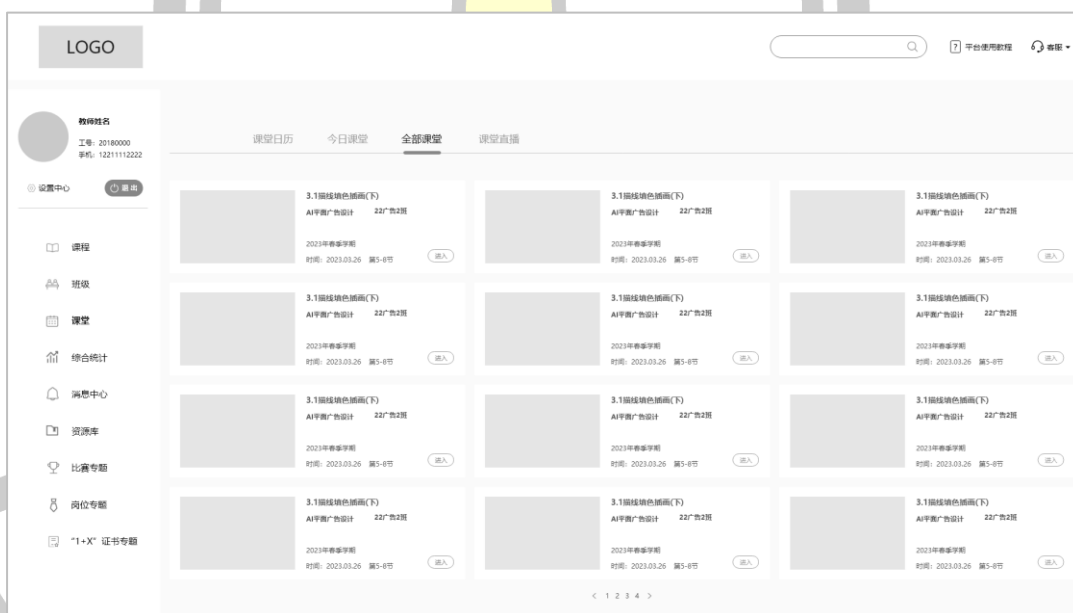 LOGO
? 平台使用教程 客服
教师姓名
工号: 20180000
手机: 12211112222
设置中心 退出
课程
班级
课堂
综合统计
消息中心
资源库
比赛专题
岗位专题
“1+X”证书专题
课堂日历 今日课堂 全部课堂 课堂直播
3.1描线填色插画(下) 3.1描线填色插画(下) 3.1描线填色插画(下)
AI平面广告设计 22广告2班 AI平面广告设计 22广告2班 AI平面广告设计 22广告2班
2023年春季学期 2023年春季学期 2023年春季学期
时间: 2023.03.26 第5-8节 进入 时间: 2023.03.26 第5-8节 进入 时间: 2023.03.26 第5-8节 进入
3.1描线填色插画(下) 3.1描线填色插画(下) 3.1描线填色插画(下)
AI平面广告设计 22广告2班 AI平面广告设计 22广告2班 AI平面广告设计 22广告2班
2023年春季学期 2023年春季学期 2023年春季学期
时间: 2023.03.26 第5-8节 进入 时间: 2023.03.26 第5-8节 进入 时间: 2023.03.26 第5-8节 进入
3.1描线填色插画(下) 3.1描线填色插画(下) 3.1描线填色插画(下)
AI平面广告设计 22广告2班 AI平面广告设计 22广告2班 AI平面广告设计 22广告2班
2023年春季学期 2023年春季学期 2023年春季学期
时间: 2023.03.26 第5-8节 进入 时间: 2023.03.26 第5-8节 进入 时间: 2023.03.26 第5-8节 进入
3.1描线填色插画(下) 3.1描线填色插画(下) 3.1描线填色插画(下)
AI平面广告设计 22广告2班 AI平面广告设计 22广告2班 AI平面广告设计 22广告2班
2023年春季学期 2023年春季学期 2023年春季学期
时间: 2023.03.26 第5-8节 进入 时间: 2023.03.26 第5-8节 进入 时间: 2023.03.26 第5-8节 进入
< 1 2 3 4 >